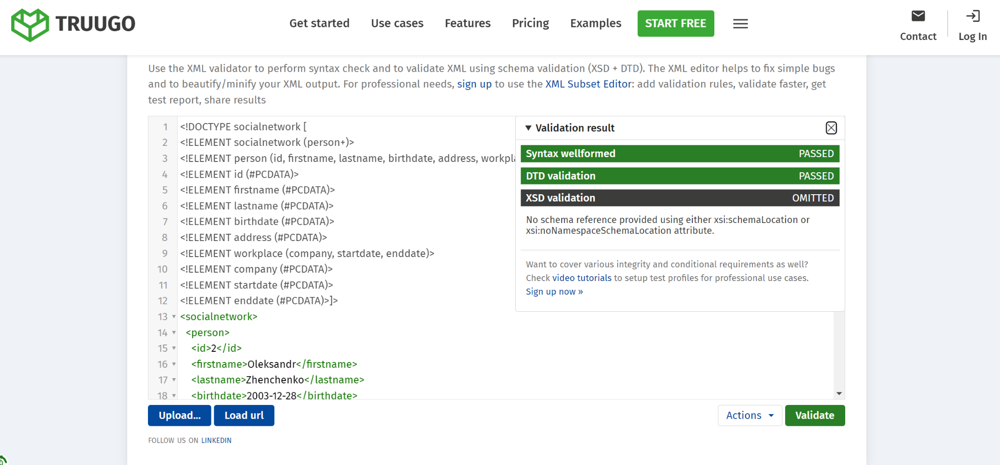 TRUUGO
Get started
Use cases
Features
Pricing
Examples
START FREE
Contact
Log In
Use the XML validator to perform syntax check and to validate XML using schema validation (XSD + DTD). The XML editor helps to fix simple bugs
and to beautify/minify your XML output. For professional needs, sign up to use the XML Subset Editor: add validation rules, validate faster, get
test report, share results
1 <!DOCTYPE socialnetwork [
2 <!ELEMENT socialnetwork (person+)>
3 <!ELEMENT person (id, firstname, lastname, birthdate, address, workpla
4 <!ELEMENT id (#PCDATA)>
5 <!ELEMENT firstname (#PCDATA)>
6 <!ELEMENT lastname (#PCDATA)>
7 <!ELEMENT birthdate (#PCDATA)>
8 <!ELEMENT address (#PCDATA)>
9 <!ELEMENT workplace (company, startdate, enddate)>
10 <!ELEMENT company (#PCDATA)>
11 <!ELEMENT startdate (#PCDATA)>
12 <!ELEMENT enddate (#PCDATA)>]>
13 <socialnetwork>
14 <person>
15 <id>2</id>
16 <firstname>Oleksandr</firstname>
17 <lastname>Zhenchenko</lastname>
18 <birthdate>2003-12-28</birthdate>
Validation result
Syntax wellformed PASSED
DTD validation PASSED
XSD validation OMITTED
No schema reference provided using either xsi:schemaLocation or
xsi:noNamespaceSchemaLocation attribute.
Want to cover various integrity and conditional requirements as well?
Check video tutorials to setup test profiles for professional use cases.
Sign up now »
Upload...
Load url
Actions
Validate
FOLLOW US ON LINKEDIN